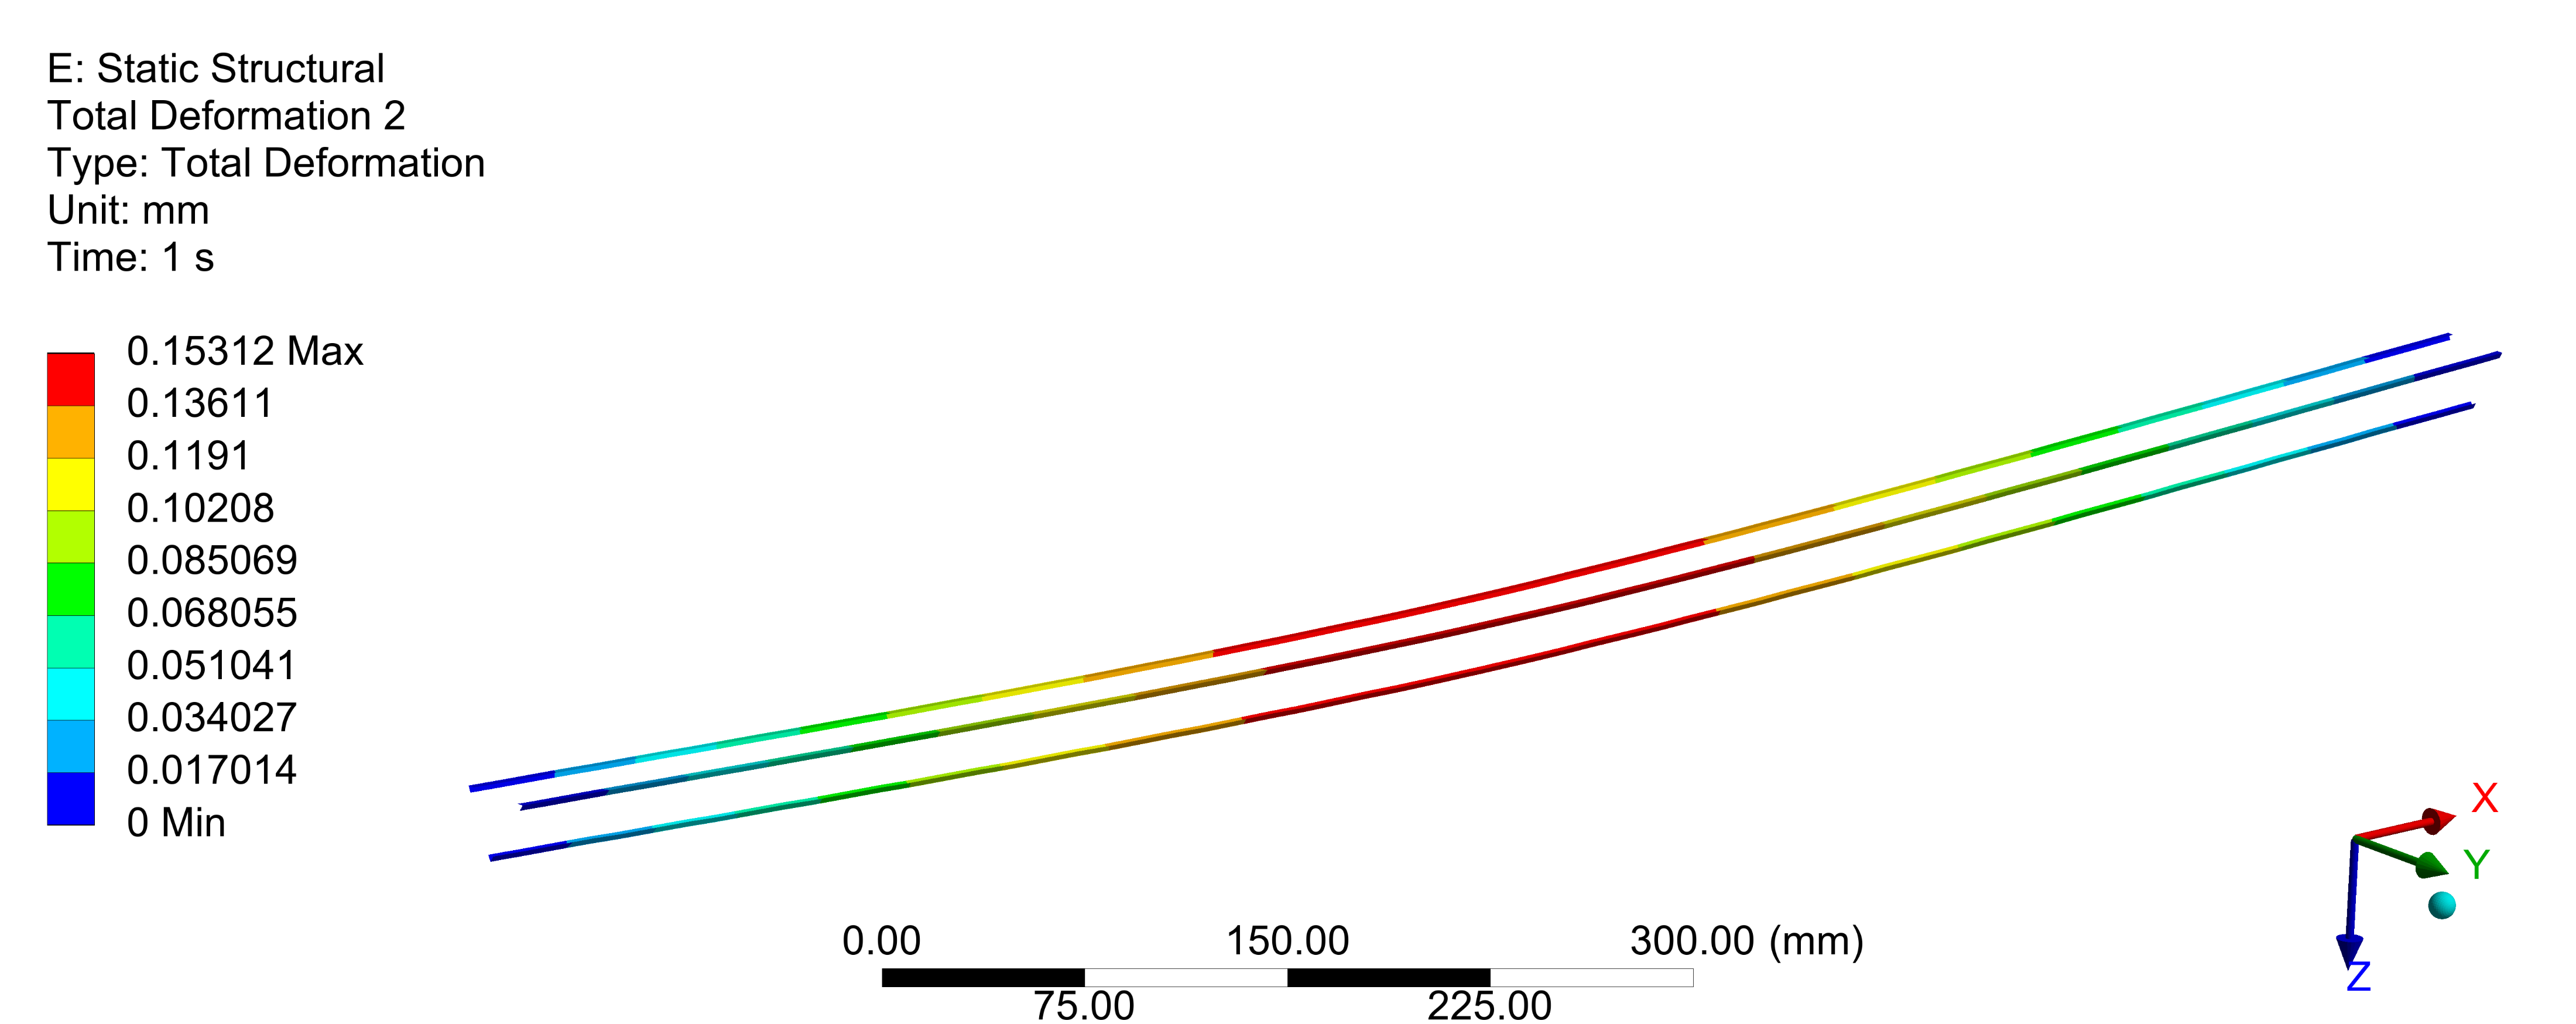 E: Static Structural
Total Deformation 2
Type: Total Deformation
Unit: mm
Time: 1 s
0.15312 Max
0.13611
0.1191
0.10208
0.085069
0.068055
0.051041
0.034027
0.017014
0 Min
X
Y
Z
0.00 150.00 300.00 (mm)
75.00 225.00